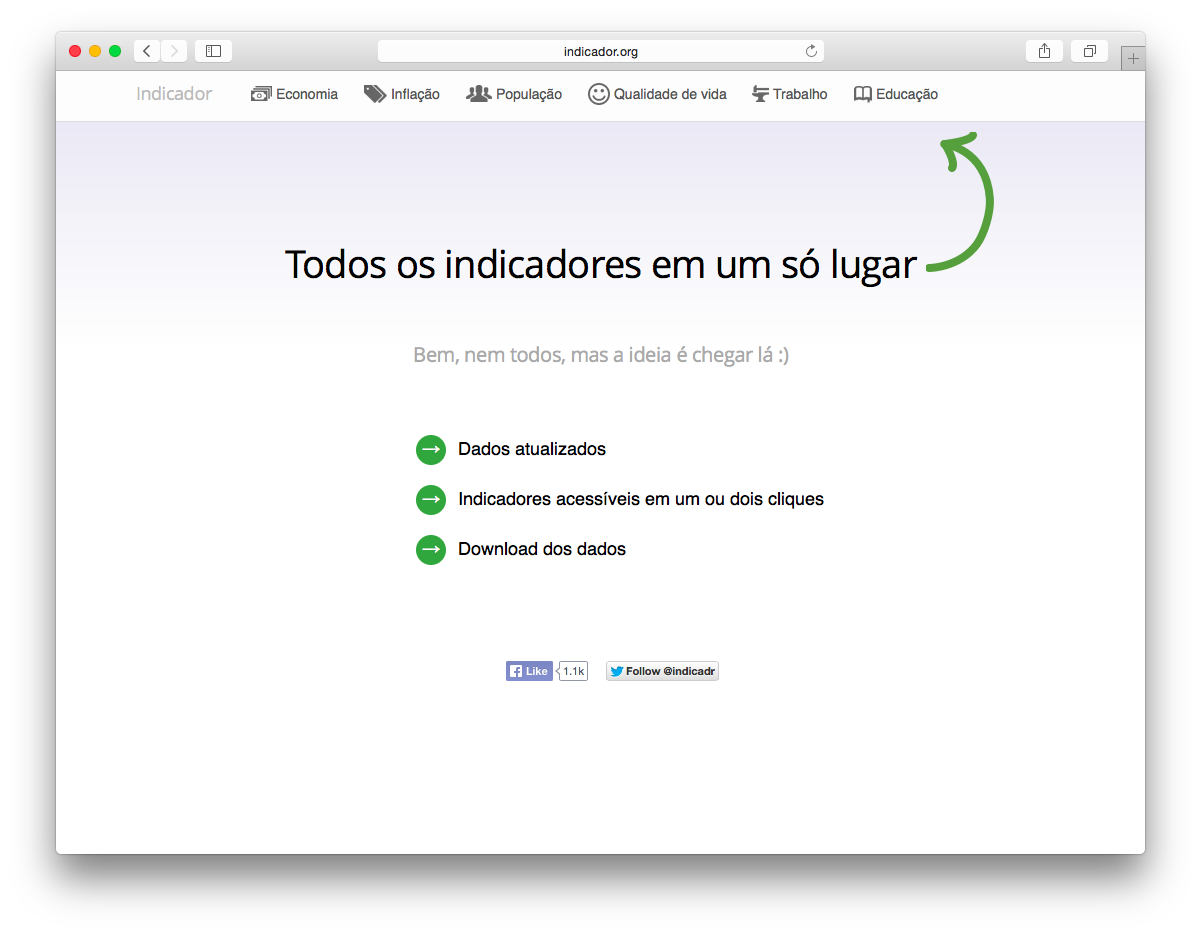 indicador.org
Indicador Economia Inflação População Qualidade de vida Trabalho Educação
Todos os indicadores em um só lugar
Bem, nem todos, mas a ideia é chegar lá :)
Dados atualizados
Indicadores acessíveis em um ou dois cliques
Download dos dados
Like 1.1k Follow @indicadr